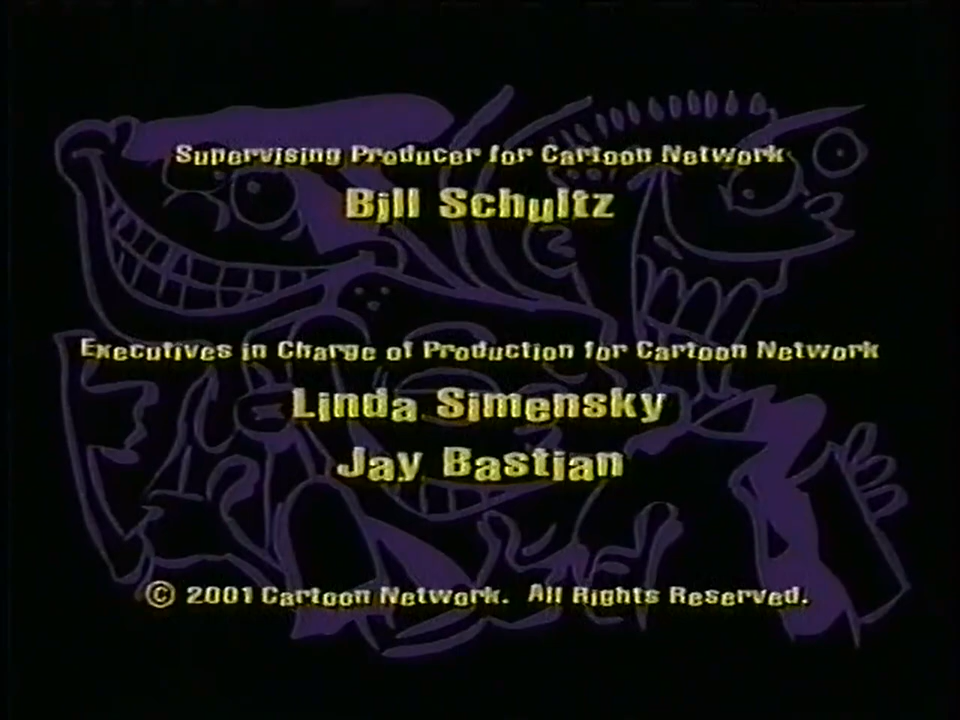 Supervising Producer for Cartoon Network
Bill Schultz
Executives in Charge of Production for Cartoon Network
Linda Simensky
Jay Bastian
© 2001 Cartoon Network. All Rights Reserved.